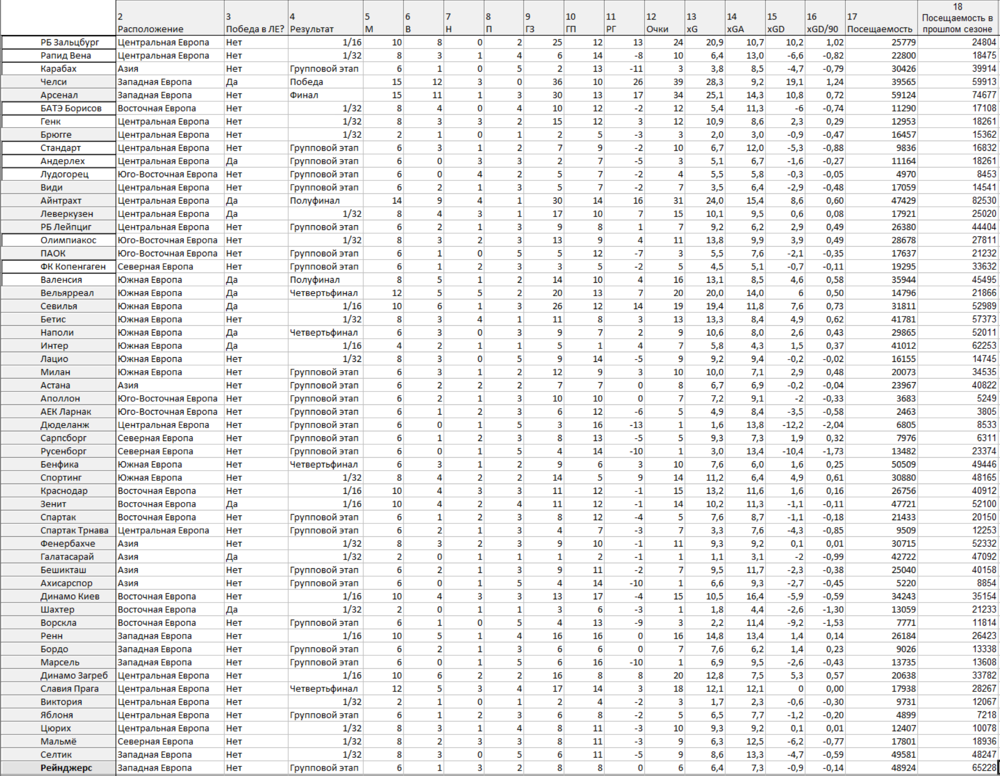 2 3 4 5 6 7 8 9 10 11 12 13 14 15 16 17 18
Расположение Победа в ЛЕ? Результат М В Н П ГЗ ГП РГ Очки xG xGA xGD xGD/90 Посещаемость Посещаемость в прошлом сезоне
РБ Зальцбург Центральная Европа Нет 1/16 10 8 0 2 25 12 13 24 20,9 10,7 10,2 1,02 25779 24804
Рапид Вена Центральная Европа Нет 1/32 8 3 1 4 6 14 -8 10 6,4 13,0 -6,6 -0,82 22800 18475
Карабах Азия Нет Групповой этап 6 1 0 5 2 13 -11 3 3,8 8,5 -4,7 -0,79 30426 39914
Челси Западная Европа Да Победа 15 12 3 0 36 10 26 39 28,3 9,2 19,1 1,24 39565 59913
Арсенал Западная Европа Нет Финал 15 11 1 3 30 13 17 34 25,1 14,3 10,8 0,72 59124 74677
БАТЭ Борисов Восточная Европа Нет 1/32 8 4 0 4 10 12 -2 12 5,4 11,3 -6 -0,74 11290 17108
Генк Центральная Европа Нет 1/32 8 3 3 2 15 12 3 12 10,9 8,6 2,3 0,29 12953 18261
Брюгге Центральная Европа Нет 1/32 2 1 0 1 2 5 -3 3 2,0 3,0 -0,9 -0,47 16457 15362
Стандарт Центральная Европа Нет Групповой этап 6 3 1 2 7 9 -2 10 6,7 12,0 -5,3 -0,88 9836 16832
Андерлех Центральная Европа Да Групповой этап 6 0 3 3 2 7 -5 3 5,1 6,7 -1,6 -0,27 11164 18261
Лудогорец Юго-Восточная Европа Нет Групповой этап 6 0 4 2 5 7 -2 4 5,5 5,8 -0,3 -0,05 4970 8453
Види Центральная Европа Нет Групповой этап 6 2 1 3 5 7 -2 7 3,5 6,4 -2,9 -0,48 17059 14541
Айнтрахт Центральная Европа Да Полуфинал 14 9 4 1 30 14 16 31 24,0 15,4 8,6 0,60 47429 82530
Леверкузен Центральная Европа Да 1/32 8 4 3 1 17 10 7 15 10,1 9,5 0,6 0,08 17921 25020
РБ Лейпциг Центральная Европа Нет Групповой этап 6 2 1 3 9 8 1 7 9,2 6,2 2,9 0,49 26380 44404
Олимпиакос Юго-Восточная Европа Нет 1/32 8 3 2 3 13 9 4 11 13,8 9,9 3,9 0,49 28678 27811
ПАОК Юго-Восточная Европа Нет Групповой этап 6 1 0 5 5 12 -7 3 5,5 7,6 -2,1 -0,35 17637 21232
ФК Копенгаген Северная Европа Нет Групповой этап 6 1 2 3 3 5 -2 5 4,5 5,1 -0,7 -0,11 19295 33632
Валенсия Южная Европа Да Полуфинал 8 5 1 2 14 10 4 16 13,1 8,5 4,6 0,58 35944 45495
Вельярреал Южная Европа Да Четвертьфинал 12 5 5 2 20 13 7 20 20,0 14,0 6 0,50 14796 21866
Севилья Южная Европа Да 1/16 10 6 1 3 26 12 14 19 19,4 11,8 7,6 0,73 31811 52989
Бетис Южная Европа Нет 1/32 8 3 4 1 11 8 3 13 13,3 8,4 4,9 0,62 41781 57373
Наполи Южная Европа Да Четвертьфинал 6 3 0 3 9 7 2 9 10,6 8,0 2,6 0,43 29865 52011
Интер Южная Европа Да 1/16 4 2 1 1 5 1 4 7 5,8 4,3 1,5 0,37 41012 62253
Лацио Южная Европа Нет 1/32 8 3 0 5 9 14 -5 9 9,2 9,4 -0,2 -0,02 16155 14745
Милан Южная Европа Нет Групповой этап 6 3 1 2 12 9 3 10 10,0 7,1 2,9 0,48 20073 34535
Астана Азия Нет Групповой этап 6 2 2 2 7 7 0 8 6,7 6,9 -0,2 -0,04 23967 40822
Аполлон Юго-Восточная Европа Нет Групповой этап 6 2 1 3 10 10 0 7 7,2 9,1 -2 -0,33 3683 5249
АЕК Ларнак Юго-Восточная Европа Нет Групповой этап 6 1 2 3 6 12 -6 5 4,9 8,4 -3,5 -0,58 2463 3805
Дюделанж Центральная Европа Нет Групповой этап 6 0 1 5 3 16 -13 1 1,6 13,8 -12,2 -2,04 6805 8533
Сарпсборг Северная Европа Нет Групповой этап 6 1 2 3 8 13 -5 5 9,3 7,3 1,9 0,32 7976 6311
Русенборг Северная Европа Нет Групповой этап 6 0 1 5 4 14 -10 1 3,0 13,4 -10,4 -1,73 13482 23374
Бенфика Южная Европа Нет Четвертьфинал 6 3 1 2 9 6 3 10 7,6 6,0 1,6 0,25 50509 49446
Спортинг Южная Европа Нет 1/32 8 4 2 2 14 5 9 14 11,2 6,4 4,9 0,61 30880 48165
Краснодар Восточная Европа Нет 1/16 10 4 3 3 11 12 -1 15 13,2 11,6 1,6 0,16 26756 40912
Зенит Восточная Европа Да 1/16 10 4 2 4 11 12 -1 14 10,2 11,3 -1,1 -0,11 47721 52100
Спартак Восточная Европа Нет Групповой этап 6 1 2 3 8 12 -4 5 7,6 8,7 -1,1 -0,18 21433 20150
Спартак Трнава Центральная Европа Нет Групповой этап 6 2 1 3 4 7 -3 7 3,3 7,6 -4,3 -0,85 9509 12253
Фенербахче Азия Нет 1/32 8 3 2 3 9 10 -1 11 9,3 9,2 0,1 0,01 30715 52332
Галатасарай Азия Да 1/32 2 0 1 1 1 2 -1 1 1,1 3,1 -2 -0,99 42722 47092
Бешикташ Азия Нет Групповой этап 6 2 1 3 9 11 -2 7 9,5 11,7 -2,3 -0,38 25040 40158
Ахисарспор Азия Нет Групповой этап 6 0 1 5 4 14 -10 1 6,6 9,3 -2,7 -0,45 5220 8854
Динамо Киев Восточная Европа Нет 1/16 10 4 3 3 13 17 -4 15 10,5 16,4 -5,9 -0,59 34243 35154
Шахтер Восточная Европа Да 1/32 2 0 1 1 3 6 -3 1 1,8 4,4 -2,6 -1,30 13059 21233
Ворскла Восточная Европа Нет Групповой этап 6 1 0 5 4 13 -9 3 2,2 11,4 -9,2 -1,53 7771 11814
Ренн Западная Европа Нет 1/16 10 5 1 4 16 16 0 16 14,8 13,4 1,4 0,14 26184 26423
Бордо Западная Европа Нет Групповой этап 6 2 1 3 6 6 0 7 7,6 6,2 1,4 0,23 9026 13338
Марсель Западная Европа Нет Групповой этап 6 0 1 5 6 16 -10 1 6,9 9,5 -2,6 -0,43 13735 13608
Динамо Загреб Центральная Европа Нет 1/16 10 6 2 2 16 8 8 20 12,8 7,5 5,3 0,57 20638 33782
Славия Прага Центральная Европа Нет Четвертьфинал 12 5 3 4 17 14 3 18 12,1 12,1 0 0,00 17938 28267
Виктория Центральная Европа Нет 1/32 2 1 0 1 2 4 -2 3 1,7 2,3 -0,6 -0,30 9731 12067
Яблоня Центральная Европа Нет Групповой этап 6 1 2 3 6 8 -2 5 6,5 7,7 -1,2 -0,20 4899 7218
Цюрих Центральная Европа Нет 1/32 8 3 1 4 8 11 -3 10 9,3 9,2 0,1 0,01 12407 10078
Мальмё Северная Европа Нет 1/32 8 2 3 3 8 11 -3 9 6,3 12,5 -6,2 -0,77 17801 18936
Селтик Западная Европа Нет 1/32 8 3 0 5 6 11 -5 9 8,6 13,3 -4,7 -0,59 49581 48247
Рейнджерс Западная Европа Нет Групповой этап 6 1 3 2 8 8 0 6 6,4 7,3 -0,9 -0,14 48924 65228